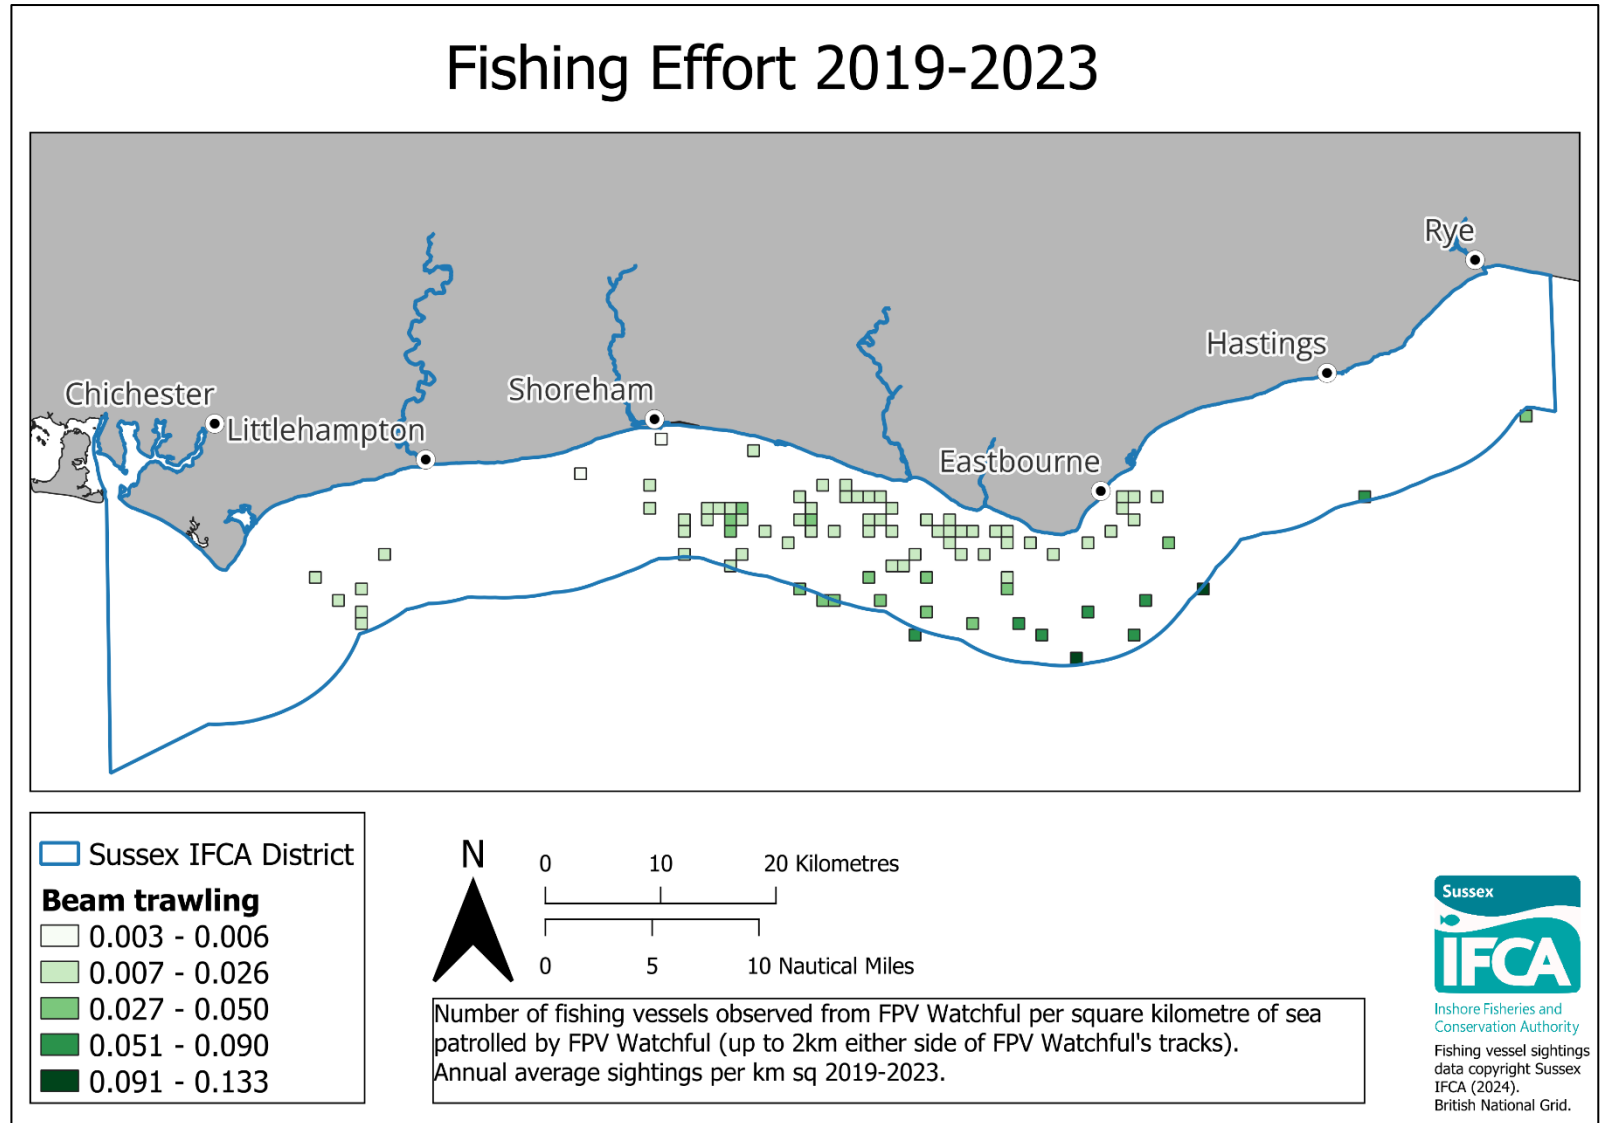 Fishing Effort 2019-2023
Rye
Hastings
Chichester
Shoreham
Littlehampton
Eastbourne
Sussex IFCA District
Beam trawling
0.003 - 0.006
0.007 - 0.026
0.027 - 0.050
0.051 - 0.090
0.091 - 0.133
N
0 10 20 Kilometres
0 5 10 Nautical Miles
Number of fishing vessels observed from FPV Watchful per square kilometre of sea
patrolled by FPV Watchful (up to 2km either side of FPV Watchful's tracks).
Annual average sightings per km sq 2019-2023.
Sussex
IFCA
Inshore Fisheries and
Conservation Authority
Fishing vessel sightings
data copyright Sussex
IFCA (2024).
British National Grid.